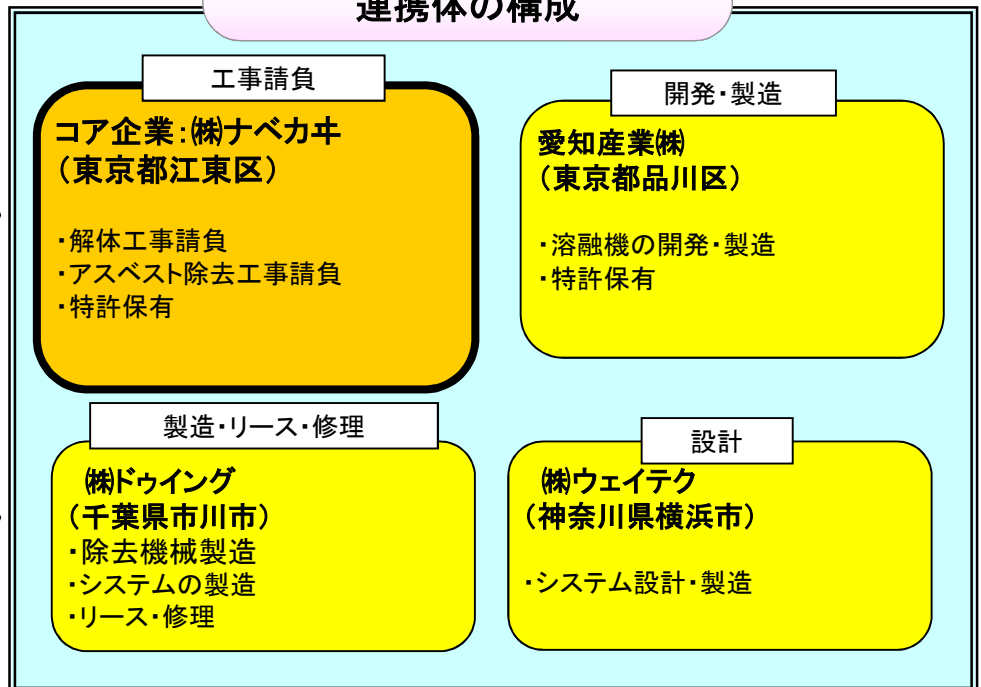 連携体の構成
工事請負
コア企業：㈱ナベカヰ
（東京都江東区）
・解体工事請負
・アスベスト除去工事請負
・特許保有
開発・製造
愛知産業㈱
（東京都品川区）
・溶融機の開発・製造
・特許保有
製造・リース・修理
㈱ドゥイング
（千葉県市川市）
・除去機械製造
・システムの製造
・リース・修理
設計
㈱ウェイテク
（神奈川県横浜市）
・システム設計・製造